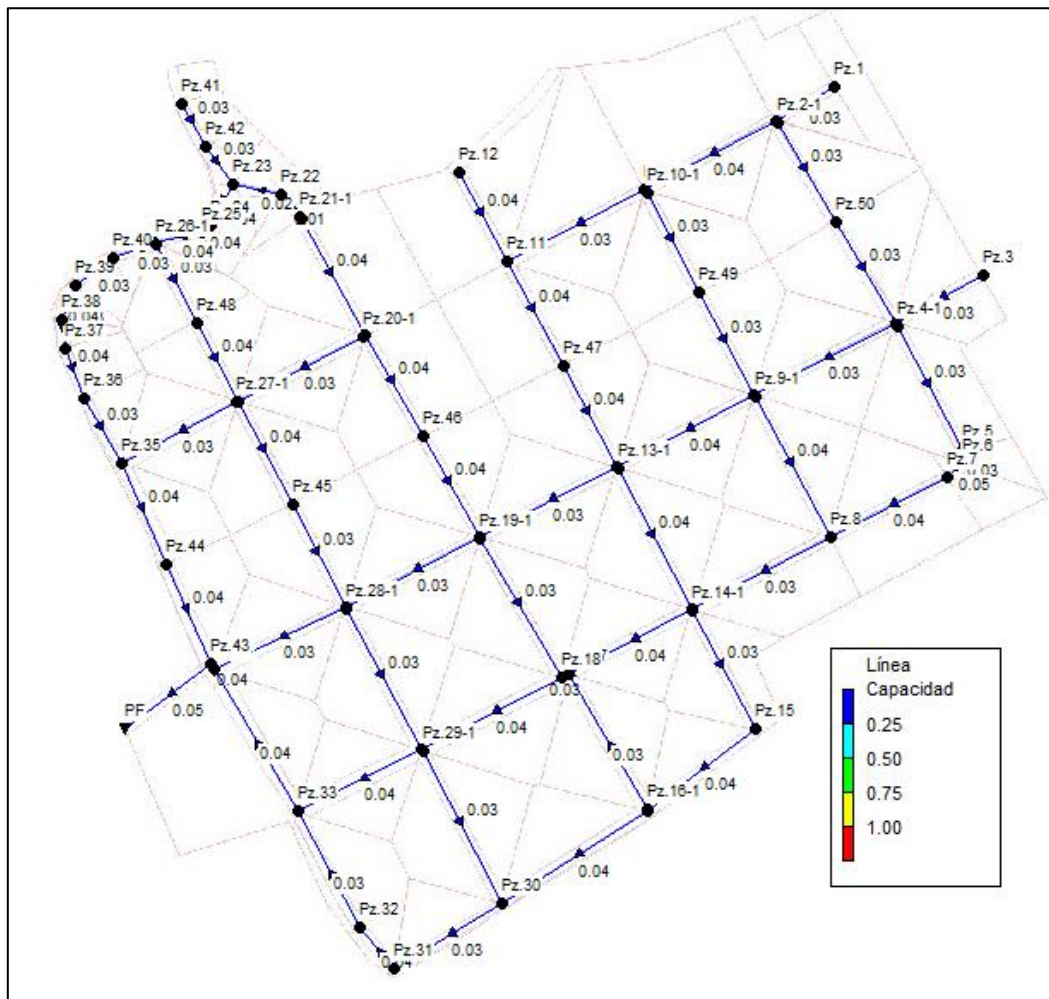 Pz.41
0.03
Pz.42
0.03
Pz.23
Pz.22
0.02
Pz.21-1
Pz.25
Pz.26-1
0.04
0.04
Pz.40
0.03
0.03
Pz.39
0.03
Pz.38
Pz.37
0.04
Pz.36
0.03
Pz.35
0.03
0.04
Pz.44
0.04
Pz.43
0.04
PF
0.05
Pz.48
0.04
Pz.27-1
0.04
Pz.45
0.03
Pz.28-1
0.03
0.03
Pz.29-1
0.03
0.04
Pz.33
0.04
0.03
Pz.32
Pz.31
0.03
Pz.30
0.04
0.04
Pz.20-1
0.03
0.04
Pz.46
0.04
Pz.19-1
0.03
0.03
Pz.18
0.03
0.04
0.03
Pz.16-1
0.04
Pz.15
Pz.12
0.04
Pz.11
0.04
Pz.47
0.04
Pz.13-1
0.03
0.04
Pz.14-1
0.04
0.03
Pz.1
0.03
Pz.2-1
0.04
0.03
Pz.10-1
0.03
0.03
Pz.49
0.03
Pz.9-1
0.04
0.03
Pz.50
0.03
Pz.3
0.03
Pz.4-1
0.03
0.03
Pz.5
Pz.6
Pz.7
0.03
0.05
0.04
Pz.8
0.03
Línea
Capacidad
0.25
0.50
0.75
1.00